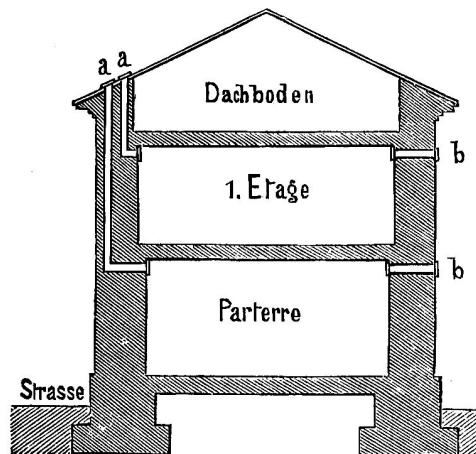 a a
Dachboden
b
1. Etage
b
Parterre
Strasse